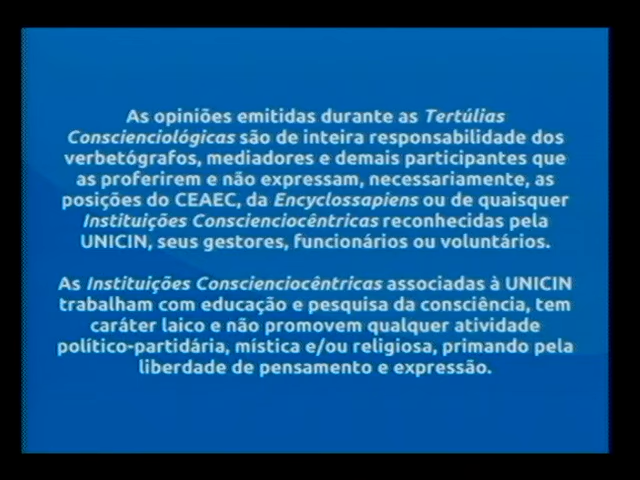 As opiniões emitidas durante as Tertúlias
Conscienciológicas são de inteira responsabilidade dos
verbetógrafos, mediadores e demais participantes que
as proferirem e não expressam, necessariamente, as
posições do CEAEC, da Encyclossapiens ou de quaisquer
Instituições Conscienciocêntricas reconhecidas pela
UNICIN, seus gestores, funcionários ou voluntários.
As Instituições Conscienciocêntricas associadas à UNICIN
trabalham com educação e pesquisa da consciência, tem
caráter laico e não promovem qualquer atividade
político-partidária, mística e/ou religiosa, primando pela
liberdade de pensamento e expressão.